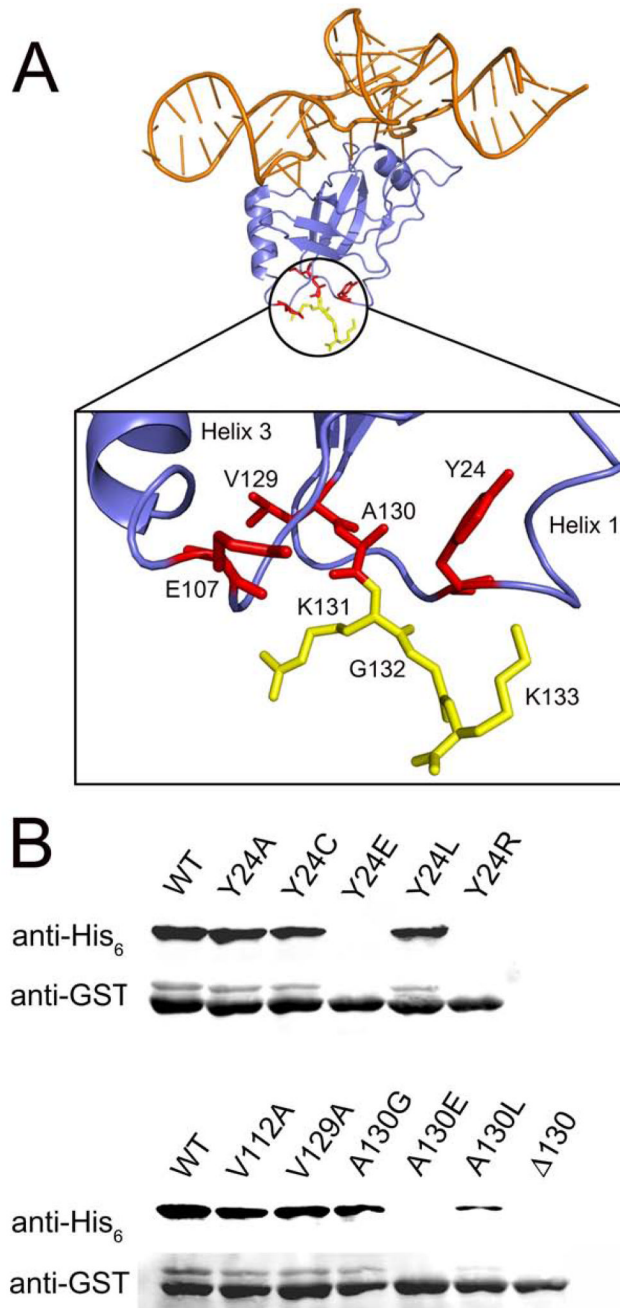 A
Helix 3
V129
Y24
A130
Helix 1
E107
K131
G132
K133
B
WT Y24A Y24C Y24E Y24L Y24R
anti-His₆
anti-GST
WT V112A V129A A130G A130E A130L Δ130
anti-His₆
anti-GST